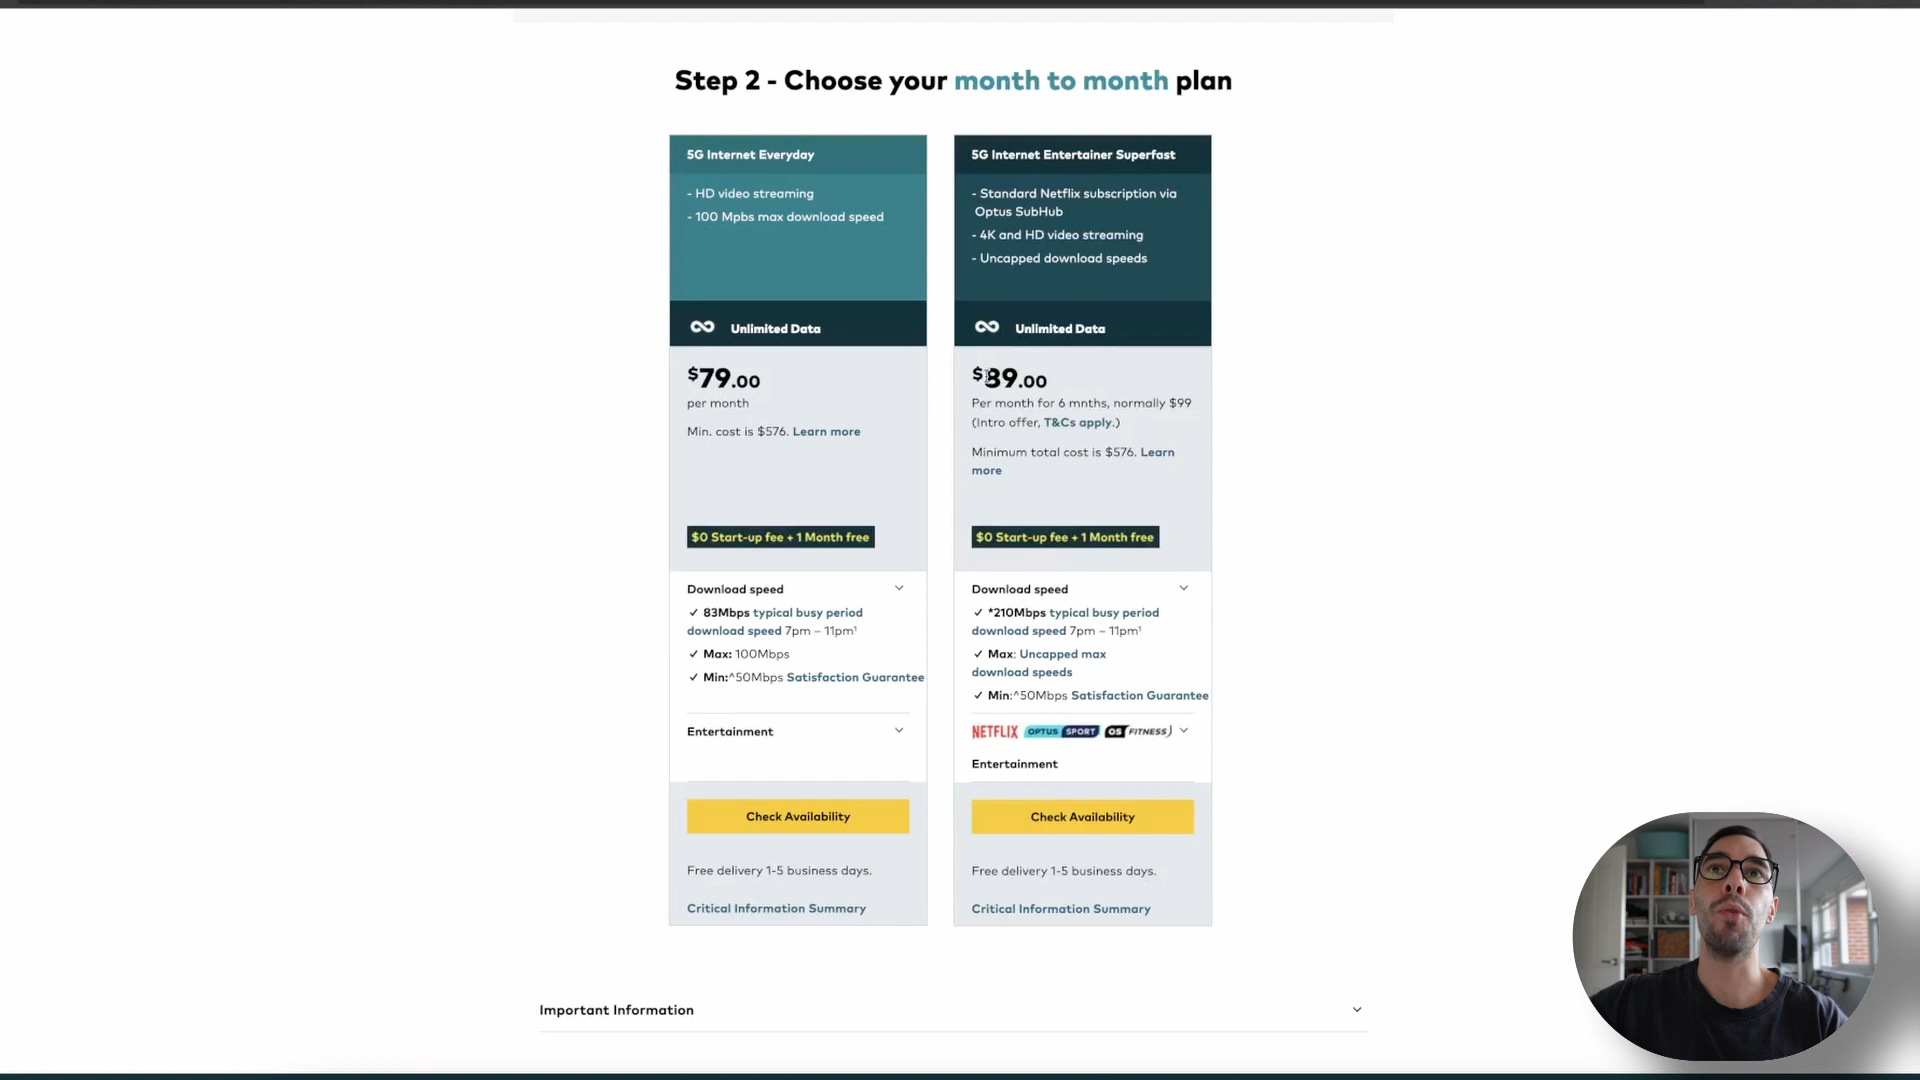 Step 2 - Choose your month to month plan
5G Internet Everyday
- HD video streaming
- 100 Mpbs max download speed
Unlimited Data
$79.00
per month
Min. cost is $576. Learn more
$0 Start-up fee + 1 Month free
Download speed
✓ 83Mbps typical busy period
download speed 7pm – 11pm¹
✓ Max: 100Mbps
✓ Min:^50Mbps Satisfaction Guarantee
Entertainment
Check Availability
Free delivery 1-5 business days.
Critical Information Summary
5G Internet Entertainer Superfast
- Standard Netflix subscription via
Optus SubHub
- 4K and HD video streaming
- Uncapped download speeds
Unlimited Data
$89.00
Per month for 6 mnths, normally $99
(Intro offer, T&Cs apply.)
Minimum total cost is $576. Learn
more
$0 Start-up fee + 1 Month free
Download speed
✓ *210Mbps typical busy period
download speed 7pm – 11pm¹
✓ Max: Uncapped max
download speeds
✓ Min:^50Mbps Satisfaction Guarantee
NETFLIX OPTUS SPORT OS FITNESS
Entertainment
Check Availability
Free delivery 1-5 business days.
Critical Information Summary
Important Information